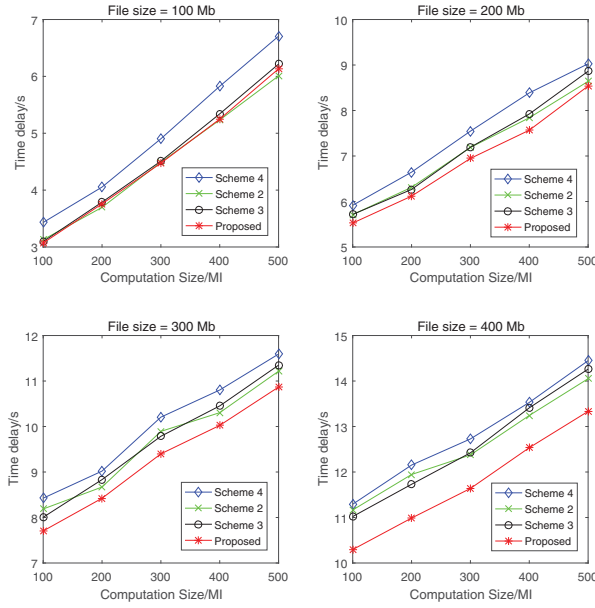 File size = 100 Mb
7
6
5
4
3
Time delay/s
Scheme 4
Scheme 2
Scheme 3
Proposed
100 200 300 400 500
Computation Size/MI
File size = 200 Mb
10
9
8
7
6
5
Time delay/s
Scheme 4
Scheme 2
Scheme 3
Proposed
100 200 300 400 500
Computation Size/MI
File size = 300 Mb
12
11
10
9
8
7
Time delay/s
Scheme 4
Scheme 2
Scheme 3
Proposed
100 200 300 400 500
Computation Size/MI
File size = 400 Mb
15
14
13
12
11
10
Time delay/s
Scheme 4
Scheme 2
Scheme 3
Proposed
100 200 300 400 500
Computation Size/MI